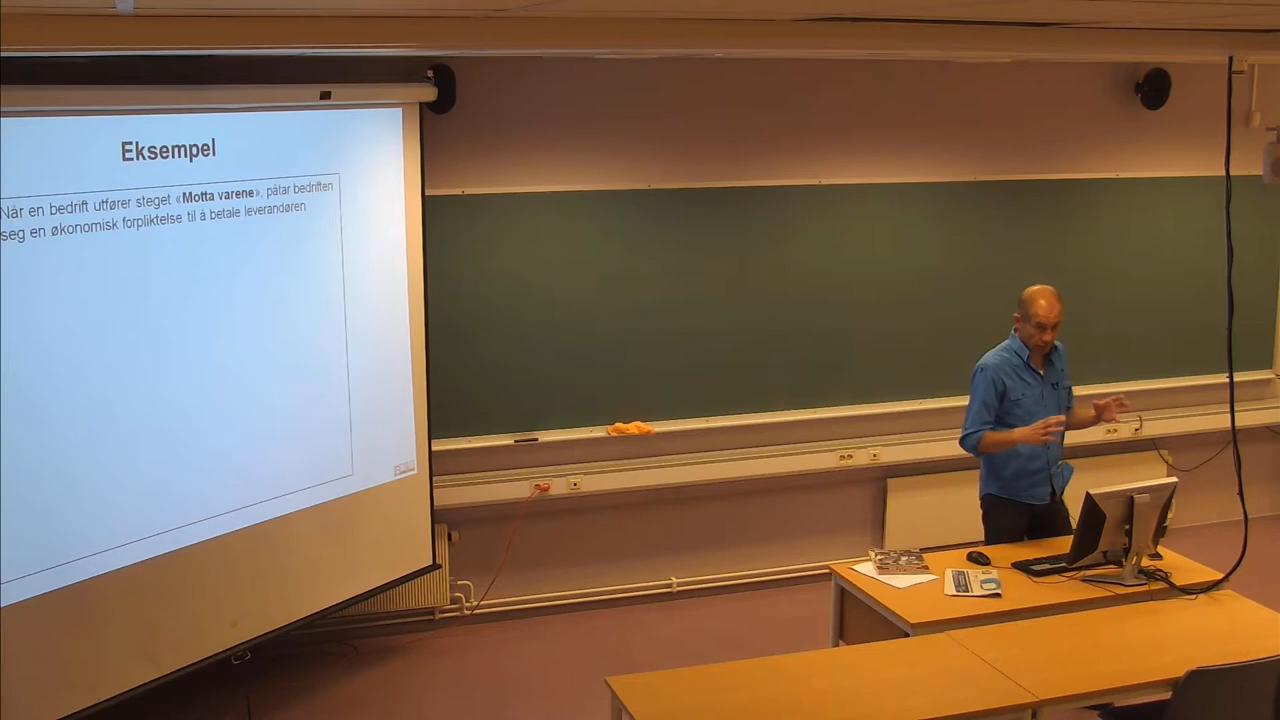 Eksempel
Når en bedrift utfører steget «Motta varene», påtar bedriften
seg en økonomisk forpliktelse til å betale leverandøren